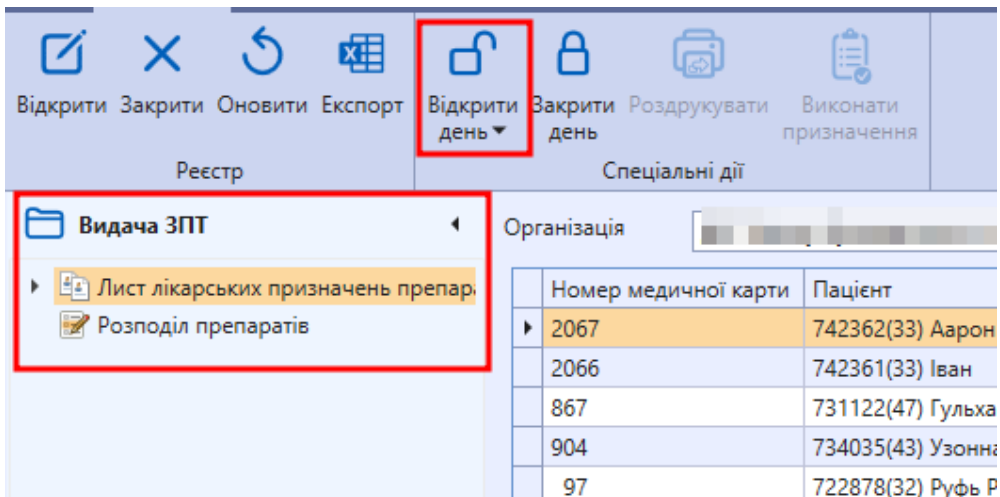 Відкрити Закрити Оновити Експорт Відкрити день Закрити день Роздрукувати Виконати призначення
Реєстр Спеціальні дії
Видача ЗПТ
Організація
Лист лікарських призначень
Розподіл препаратів
Номер медичної карти Пацієнт
2067 742362(33) Аарон
2066 742361(33) Іван
867 731122(47) Гульха
904 734035(43) Узонна
97 722878(32) Руфь Р